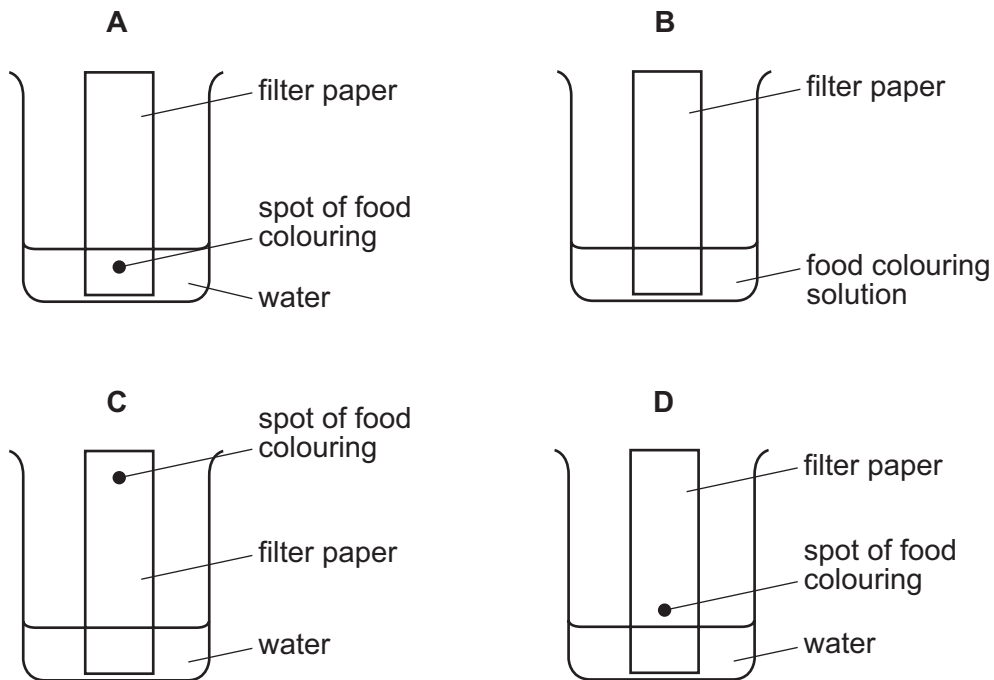 A
filter paper
spot of food
colouring
water
B
filter paper
food colouring
solution
C
spot of food
colouring
filter paper
water
D
filter paper
spot of food
colouring
water